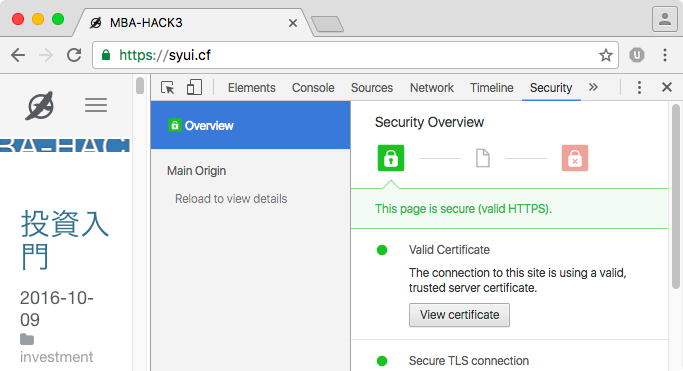 MBA-HACK3
https://syui.cf
Elements Console Sources Network Timeline Security »
BA-HAC
投資入
門
2016-10-
09
investment
Overview
Main Origin
Reload to view details
Security Overview
This page is secure (valid HTTPS).
Valid Certificate
The connection to this site is using a valid,
trusted server certificate.
View certificate
Secure TLS connection